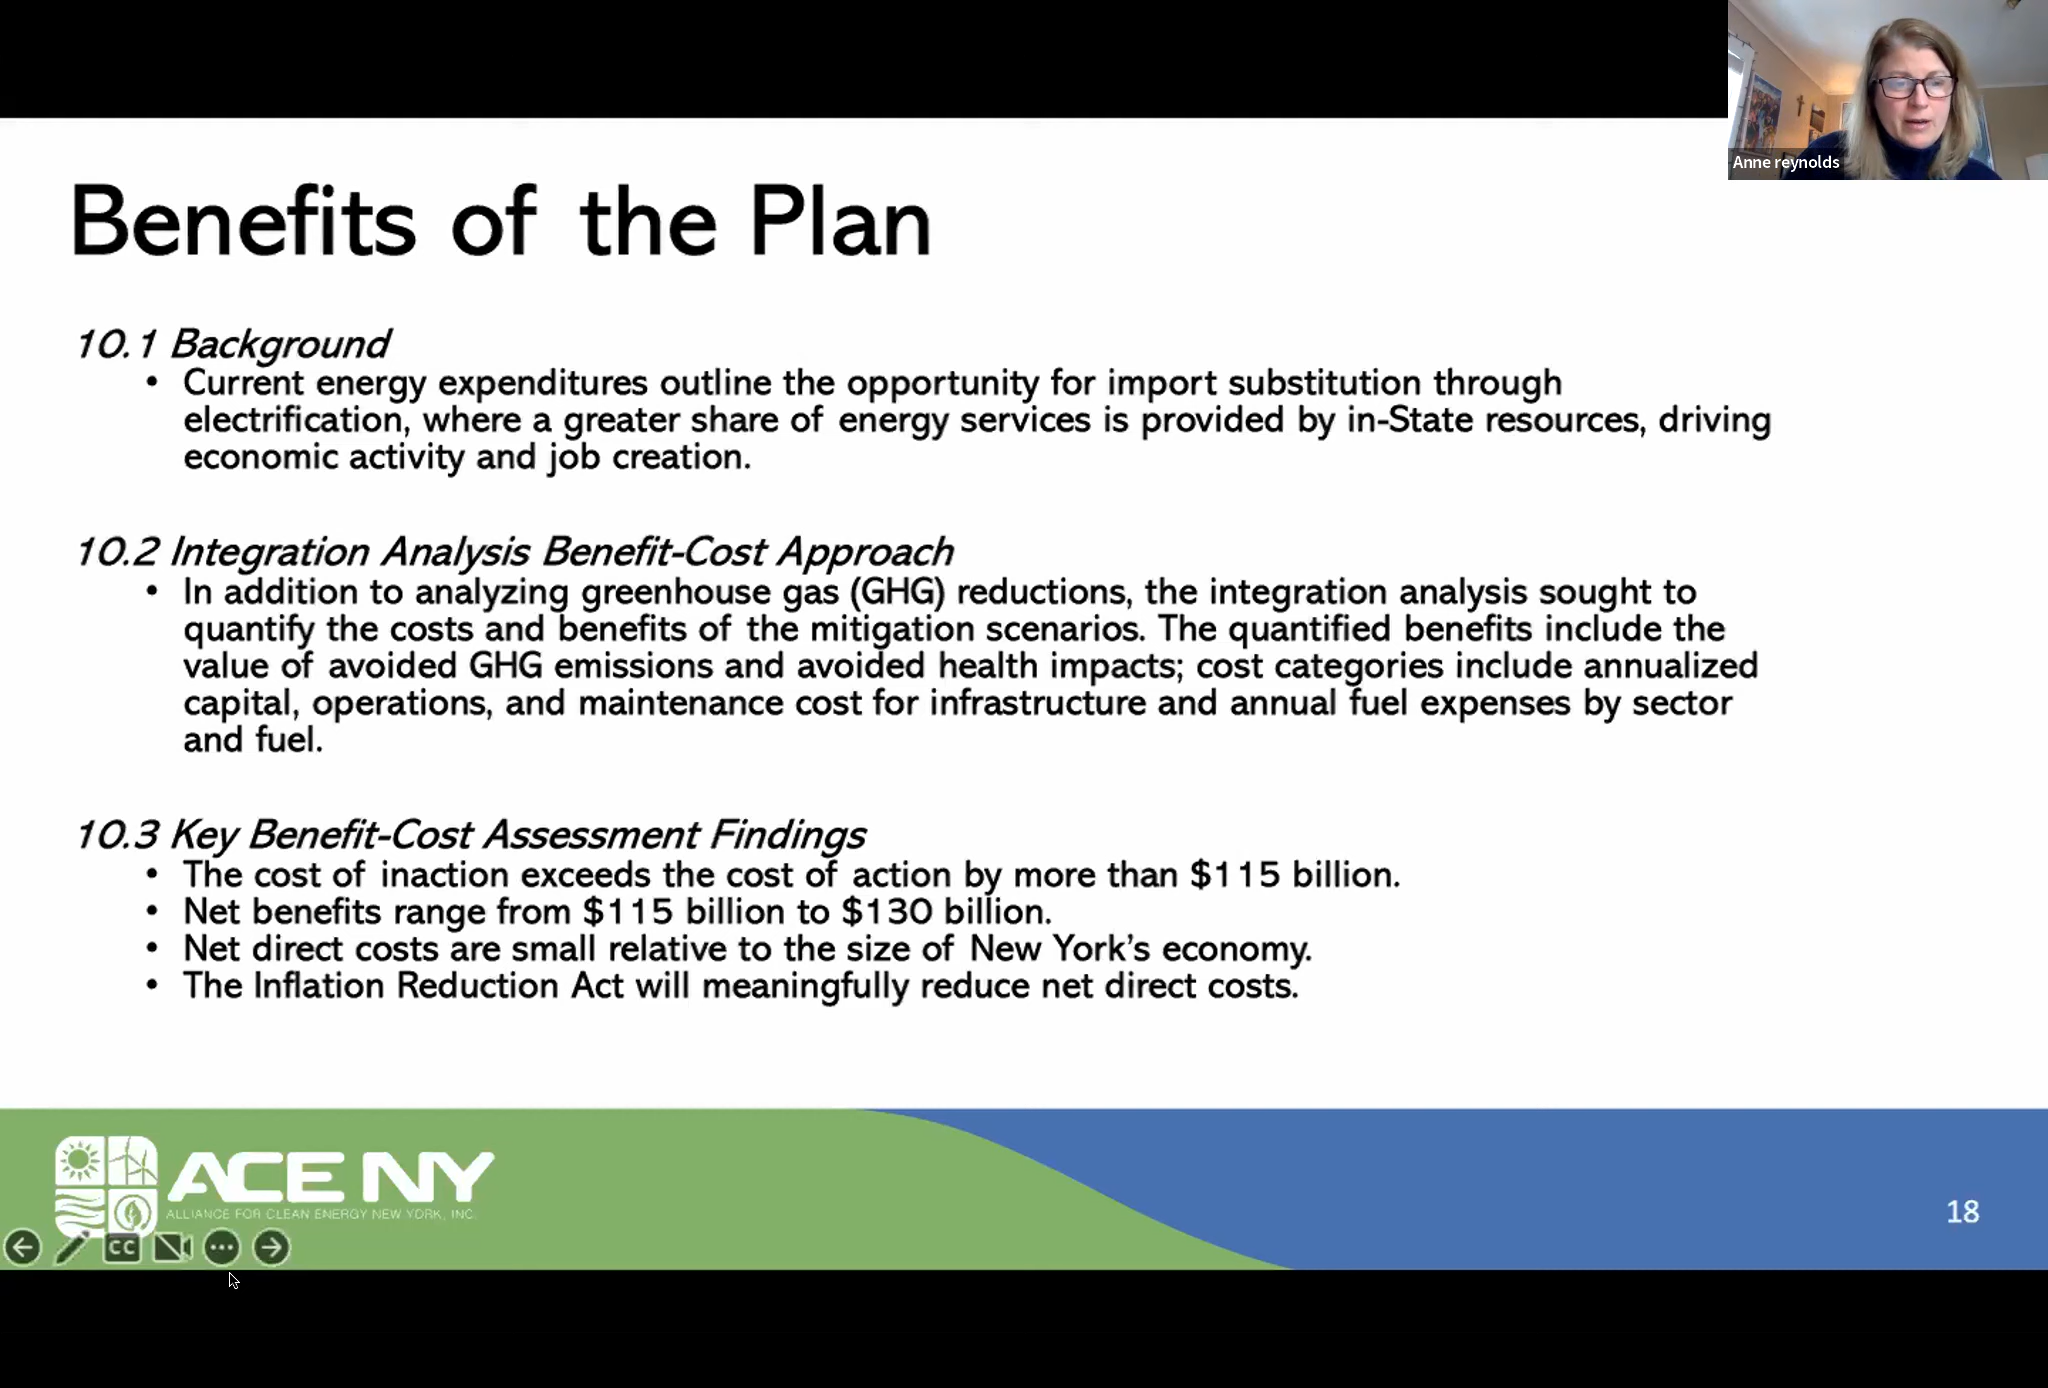 Anne reynolds
Benefits of the Plan
10.1 Background
• Current energy expenditures outline the opportunity for import substitution through
electrification, where a greater share of energy services is provided by in-State resources, driving
economic activity and job creation.
10.2 Integration Analysis Benefit-Cost Approach
• In addition to analyzing greenhouse gas (GHG) reductions, the integration analysis sought to
quantify the costs and benefits of the mitigation scenarios. The quantified benefits include the
value of avoided GHG emissions and avoided health impacts; cost categories include annualized
capital, operations, and maintenance cost for infrastructure and annual fuel expenses by sector
and fuel.
10.3 Key Benefit-Cost Assessment Findings
• The cost of inaction exceeds the cost of action by more than $115 billion.
• Net benefits range from $115 billion to $130 billion.
• Net direct costs are small relative to the size of New York’s economy.
• The Inflation Reduction Act will meaningfully reduce net direct costs.
ACE NY
ALLIANCE FOR CLEAN ENERGY NEW YORK, INC.
CC
18